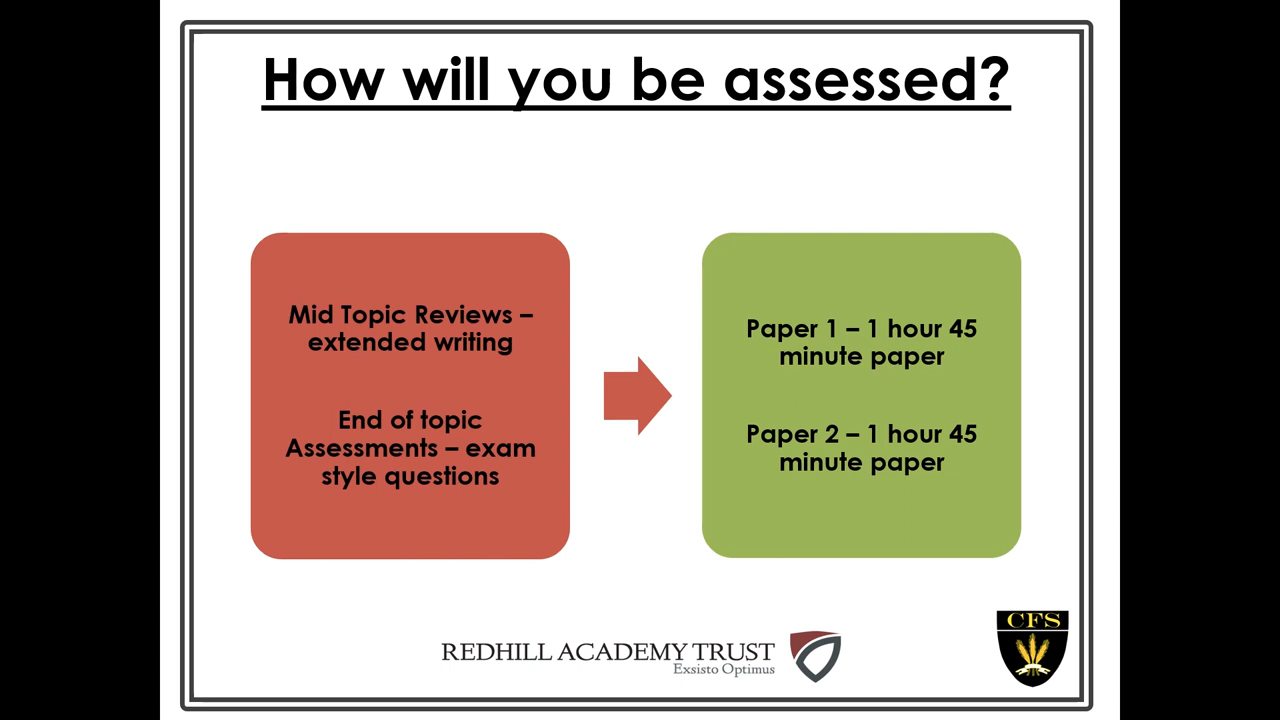 How will you be assessed?
Mid Topic Reviews –
extended writing
End of topic
Assessments – exam
style questions
Paper 1 – 1 hour 45
minute paper
Paper 2 – 1 hour 45
minute paper
REDHILL ACADEMY TRUST
Exsisto Optimus
CFS